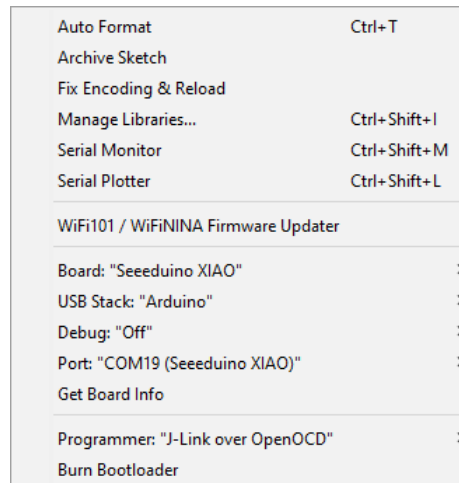 Auto Format Ctrl+T
Archive Sketch
Fix Encoding & Reload
Manage Libraries... Ctrl+Shift+I
Serial Monitor Ctrl+Shift+M
Serial Plotter Ctrl+Shift+L
WiFi101 / WiFiNINA Firmware Updater
Board: "Seeeduino XIAO"
USB Stack: "Arduino"
Debug: "Off"
Port: "COM19 (Seeeduino XIAO)"
Get Board Info
Programmer: "J-Link over OpenOCD"
Burn Bootloader